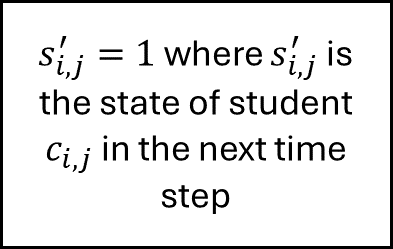 s′i,j = 1 where s′i,j is
the state of student
ci,j in the next time
step